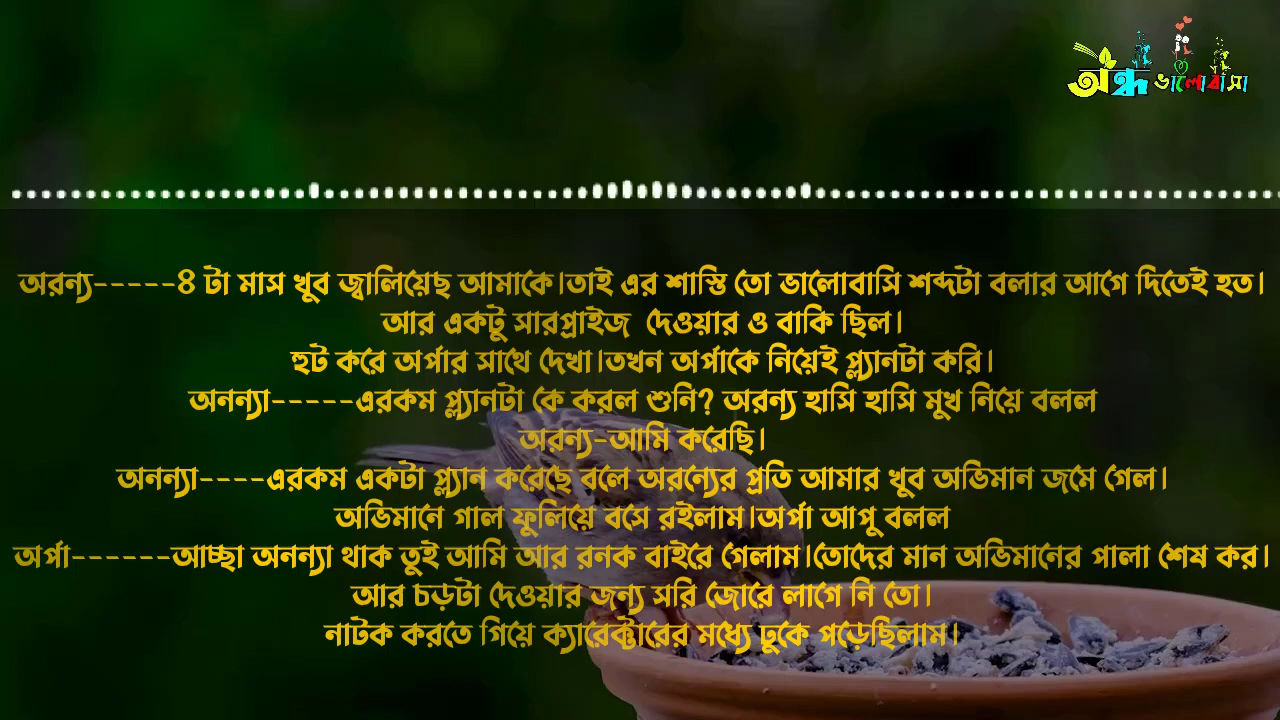 অন্ধ ভালোবাসা
অরন্য-----৪ টা মাস খুব জ্বালিয়েছ আমাকে।তাই এর শাস্তি তো ভালোবাসি শব্দটা বলার আগে দিতেই হত।
আর একটু সারপ্রাইজ দেওয়ার ও বাকি ছিল।
হুট করে অর্পার সাথে দেখা।তখন অর্পাকে নিয়েই প্ল্যানটা করি।
অনন্যা-----এরকম প্ল্যানটা কে করল শুনি? অরন্য হাসি হাসি মুখ নিয়ে বলল
অরন্য-আমি করেছি।
অনন্যা----এরকম একটা প্ল্যান করেছে বলে অরন্যের প্রতি আমার খুব অভিমান জমে গেল।
অভিমানে গাল ফুলিয়ে বসে রইলাম।অর্পা আপু বলল
অর্পা------আচ্ছা অনন্যা থাক তুই আমি আর রনক বাইরে গেলাম।তোদের মান অভিমানের পালা শেষ কর।
আর চড়টা দেওয়ার জন্য সরি জোরে লাগে নি তো।
নাটক করতে গিয়ে ক্যারেক্টারের মধ্যে ঢুকে পড়েছিলাম।